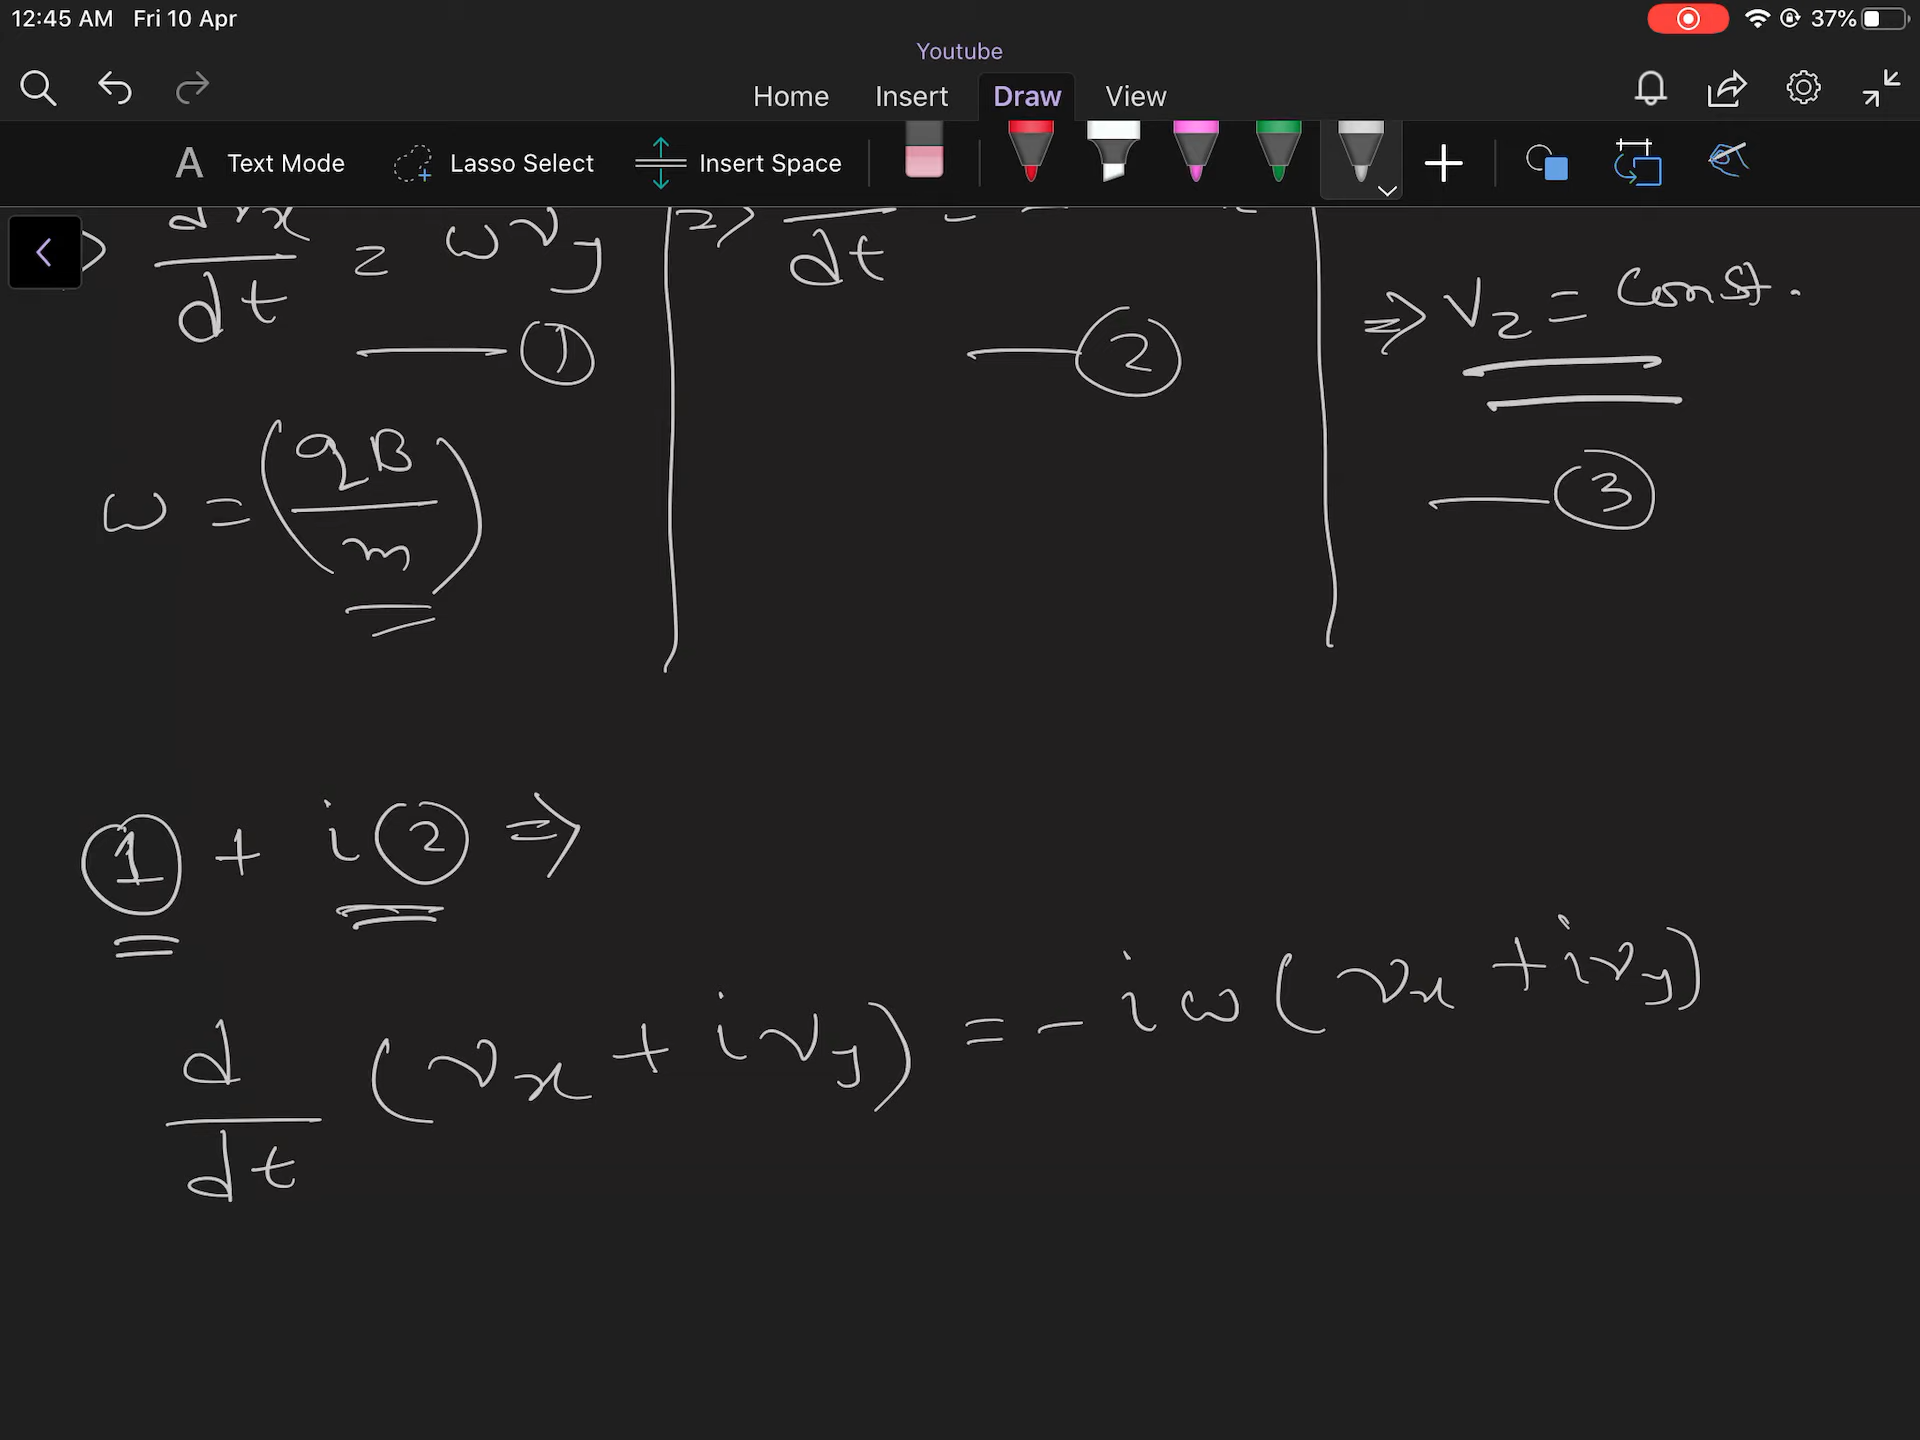 12:45 AM Fri 10 Apr
37%
Youtube
Home Insert Draw View
A Text Mode Lasso Select Insert Space
dvx/dt = ωvy
—— ①
dt
—— ②
⇒ Vz = Const.
—— ③
ω = (qB/m)
① + i② ⇒
d/dt (vx + ivy) = -iω(vx + ivy)